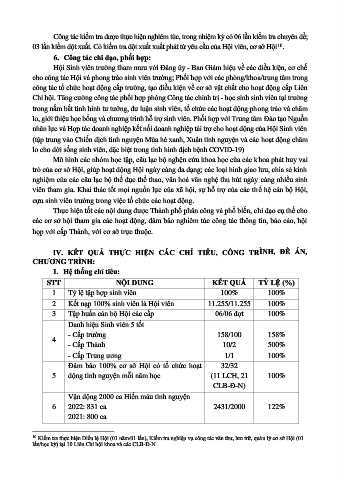 Công tác kiểm tra được thực hiện nghiêm túc, trong nhiệm kỳ có 06 lần kiểm tra chuyên đề;
03 lần kiểm đột xuất. Có kiểm tra đột xuất xuất phát từ yêu cầu của Hội viên, cơ sở Hội¹⁸.
6. Công tác chỉ đạo, phối hợp:
Hội Sinh viên trường tham mưu với Đảng ủy - Ban Giám hiệu về các điều kiện, cơ chế
cho công tác Hội và phong trào sinh viên trường; Phối hợp với các phòng/khoa/trung tâm trong
công tác tổ chức hoạt động cấp trường, tạo điều kiện về cơ sở vật chất cho hoạt động cấp Liên
Chi hội. Tăng cường công tác phối hợp phòng Công tác chính trị - học sinh sinh viên tại trường
trong nắm bắt tình hình tư tưởng, dư luận sinh viên, tổ chức các hoạt động phong trào và chăm
lo, giới thiệu học bổng và chương trình hỗ trợ sinh viên. Phối hợp với Trung tâm Đào tạo Nguồn
nhân lực và Hợp tác doanh nghiệp kết nối doanh nghiệp tài trợ cho hoạt động của Hội Sinh viên
(tập trung vào Chiến dịch tình nguyện Mùa hè xanh, Xuân tình nguyện và các hoạt động chăm
lo cho đời sống sinh viên, đặc biệt trong tình hình dịch bệnh COVID-19)
Mô hình các nhóm học tập, câu lạc bộ nghiên cứu khoa học của các khoa phát huy vai
trò của cơ sở Hội, giúp hoạt động Hội ngày càng đa dạng; các loại hình giao lưu, chia sẻ kinh
nghiệm của các câu lạc bộ thể dục thể thao, văn hoá văn nghệ thu hút ngày càng nhiều sinh
viên tham gia. Khai thác tốt mọi nguồn lực của xã hội, sự hỗ trợ của các thế hệ cán bộ Hội,
cựu sinh viên trường trong việc tổ chức các hoạt động.
Thực hiện tốt các nội dung được Thành phố phân công và phổ biến, chỉ đạo cụ thể cho
các cơ sở hội tham gia các hoạt động, đảm bảo nghiêm túc công tác thông tin, báo cáo, hội
họp với cấp Thành, với cơ sở trực thuộc.
IV. KẾT QUẢ THỰC HIỆN CÁC CHỈ TIÊU, CÔNG TRÌNH, ĐỀ ÁN,
CHƯƠNG TRÌNH:
1. Hệ thống chỉ tiêu:
STT NỘI DUNG KẾT QUẢ TỶ LỆ (%)
1 Tỷ lệ tập hợp sinh viên 100% 100%
2 Kết nạp 100% sinh viên là Hội viên 11.255/11.255 100%
3 Tập huấn cán bộ Hội các cấp 06/06 đợt 100%
4 Danh hiệu Sinh viên 5 tốt
- Cấp trường 158/100 158%
- Cấp Thành 10/2 500%
- Cấp Trung ương 1/1 100%
5 Đảm bảo 100% cơ sở Hội có tổ chức hoạt động tình nguyện mỗi năm học 32/32 (11 LCH, 21 CLB-Đ-N) 100%
6 Vận động 2000 ca Hiến máu tình nguyện
2022: 831 ca 2431/2000 122%
2021: 800 ca
¹⁸ Kiểm tra thực hiện Điều lệ Hội (01 năm/01 lần), Kiểm tra nghiệp vụ công tác văn thư, lưu trữ, quản lý cơ sở Hội (01
lần/học kỳ) tại 10 Liên Chi hội khoa và các CLB-Đ-N